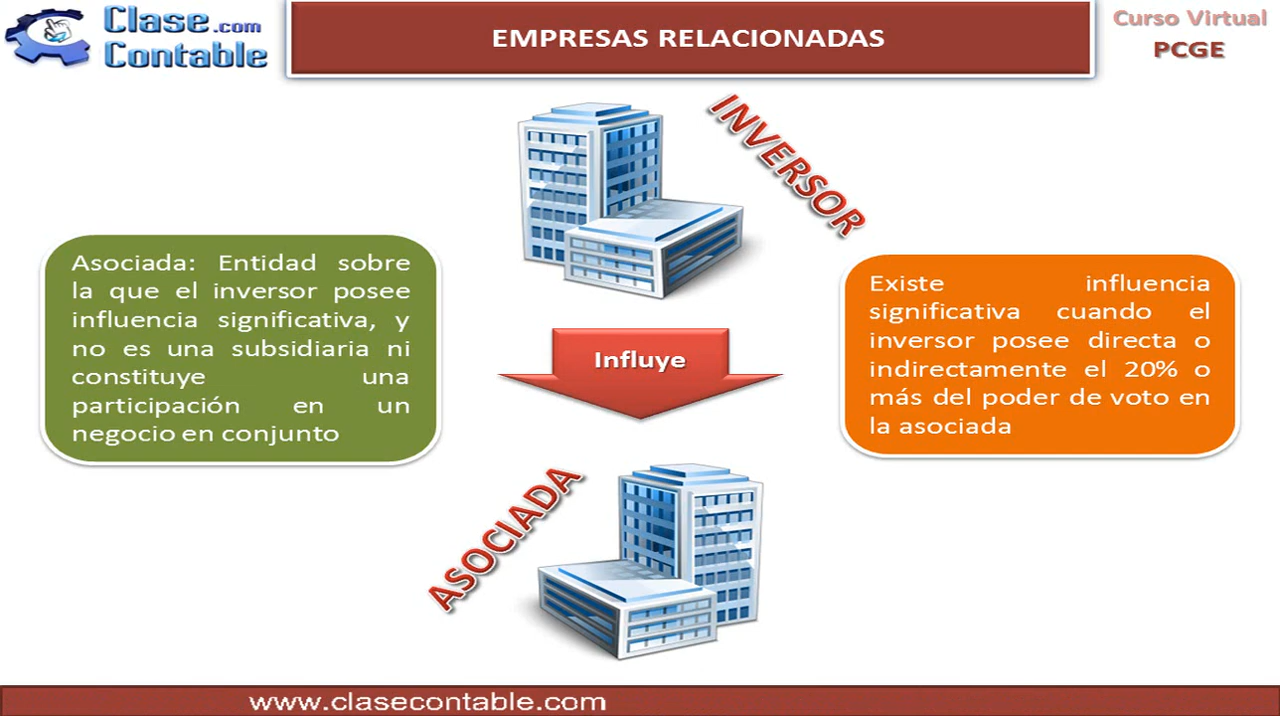 Clase.com
Contable
EMPRESAS RELACIONADAS
Curso Virtual
PCGE
INVERSOR
Asociada: Entidad sobre
la que el inversor posee
influencia significativa, y
no es una subsidiaria ni
constituye una
participación en un
negocio en conjunto
Influye
Existe influencia
significativa cuando el
inversor posee directa o
indirectamente el 20% o
más del poder de voto en
la asociada
ASOCIADA
www.clasecontable.com